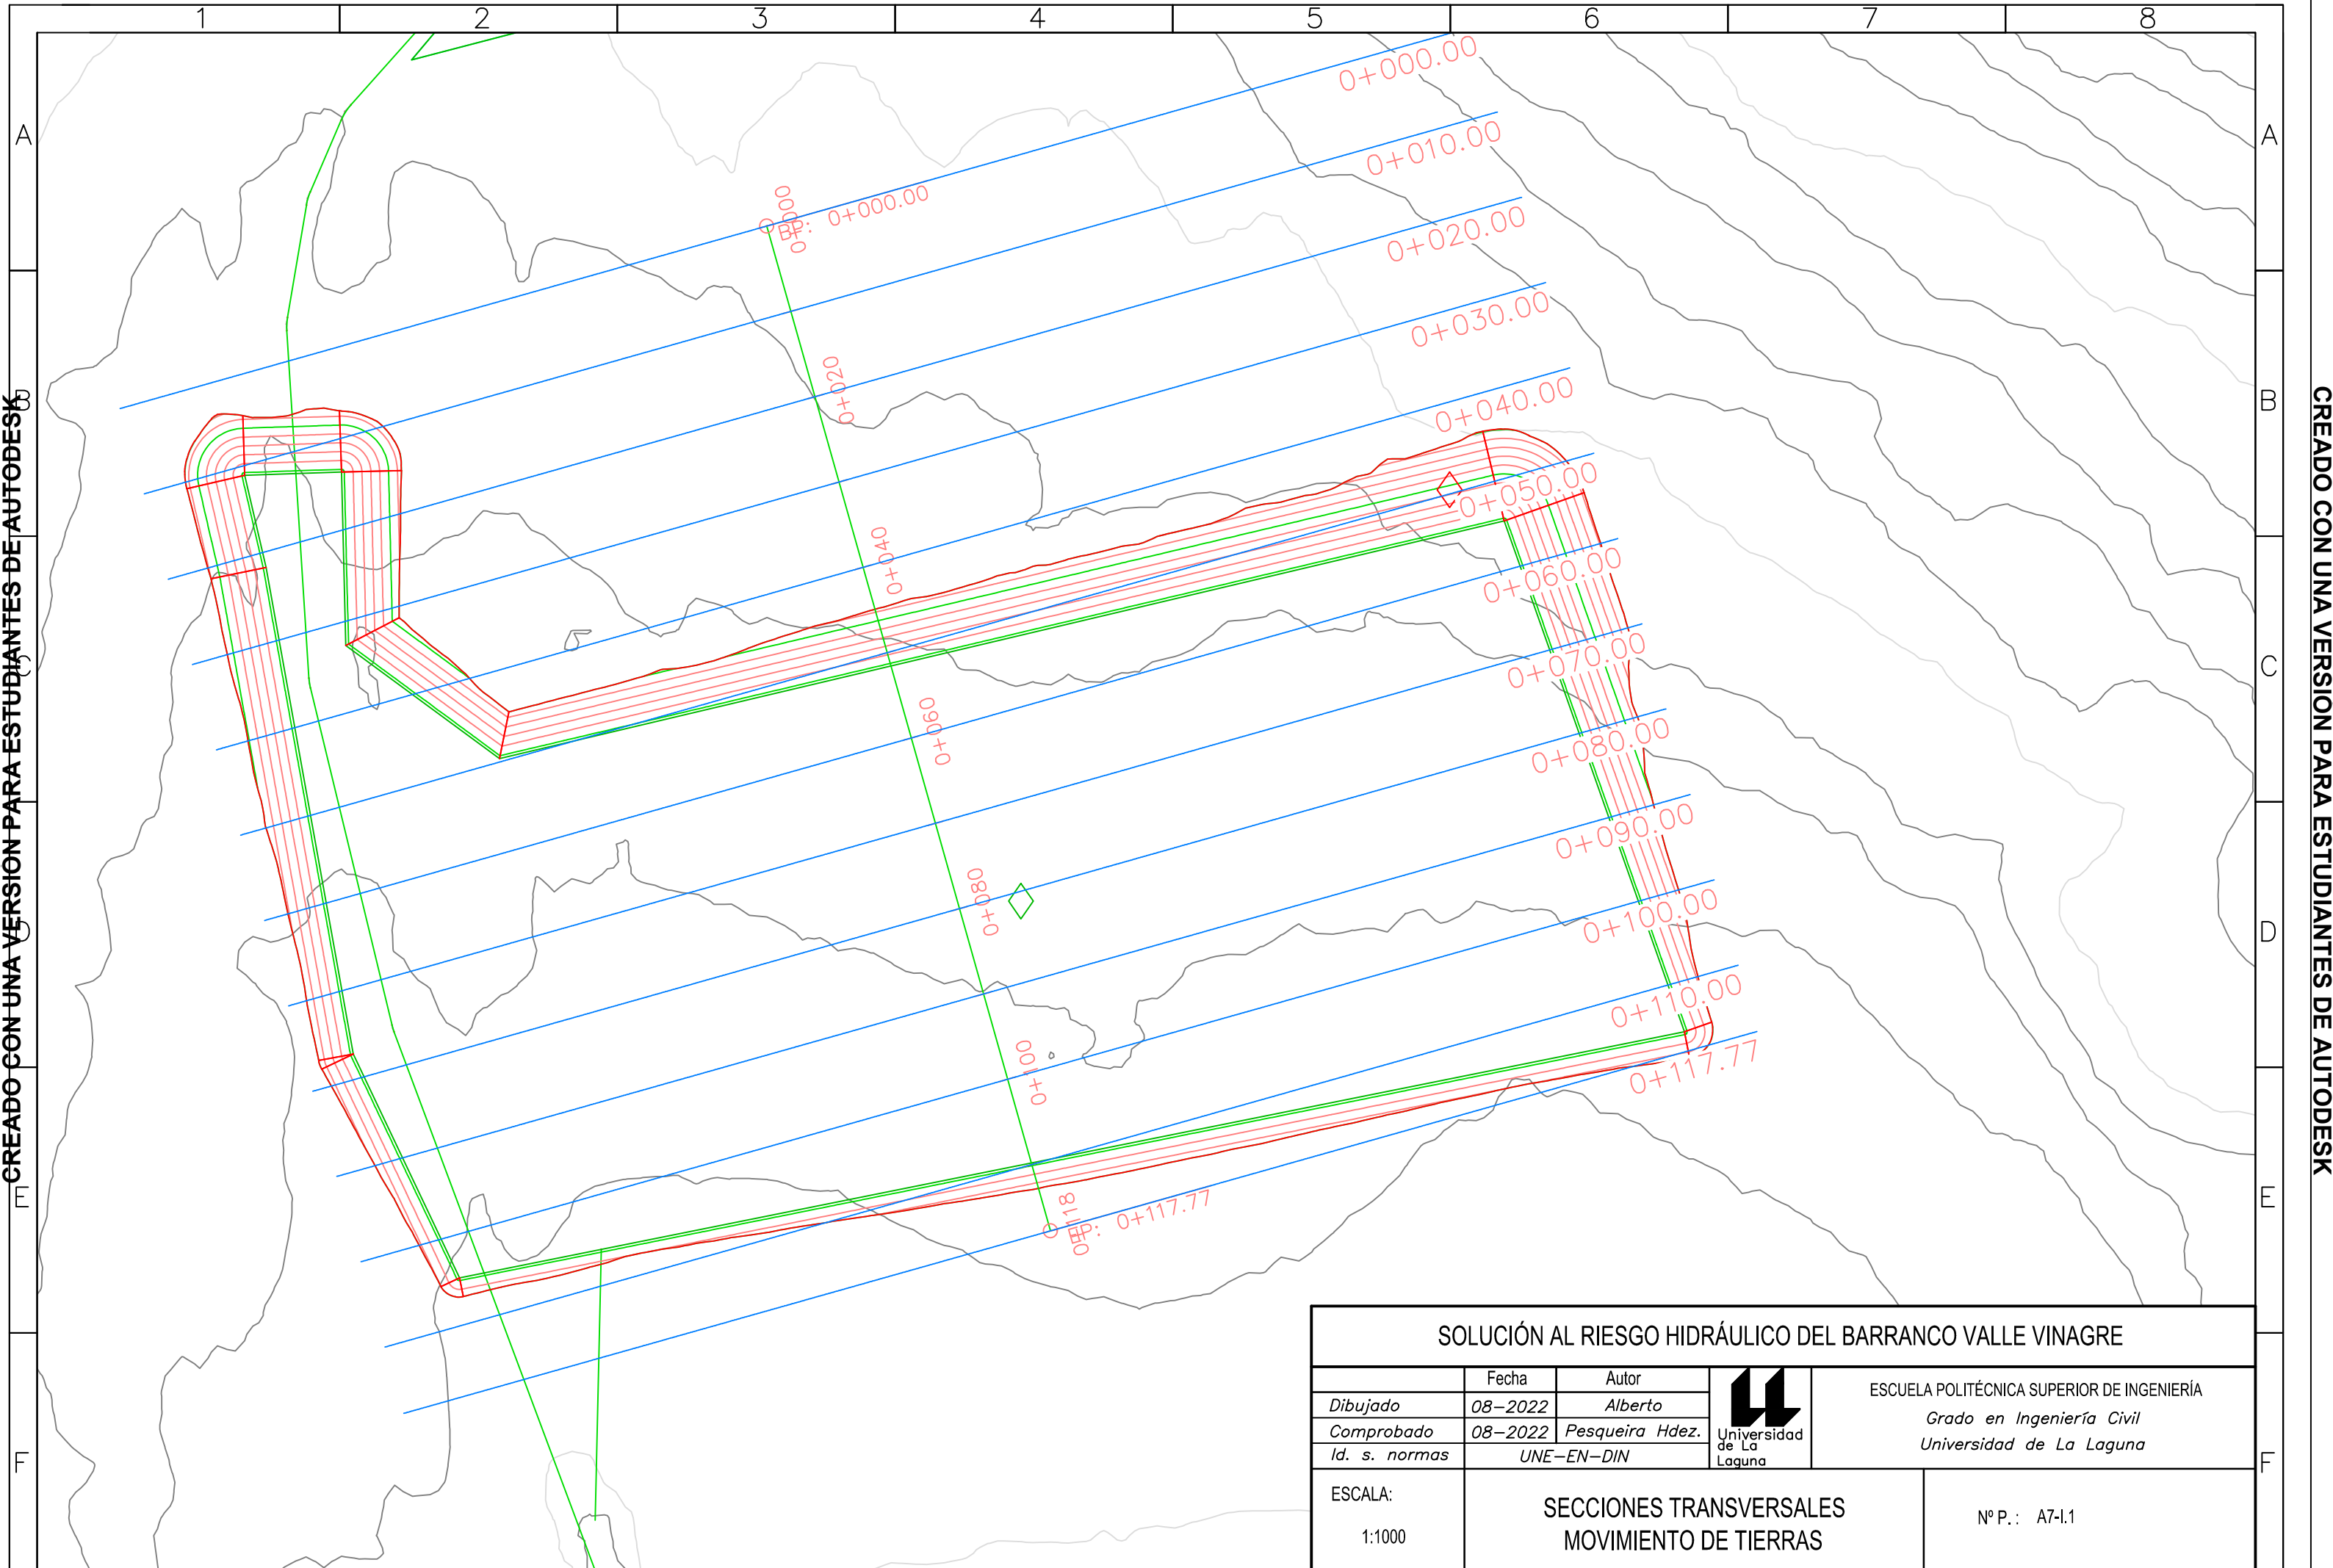 1 2 3 4 5 6 7 8
A A
B B
C C
D D
E E
F F
CREADO CON UNA VERSION PARA ESTUDIANTES DE AUTODESK
CREADO CON UNA VERSION PARA ESTUDIANTES DE AUTODESK
0+000.00
0+010.00
0+020.00
0+030.00
0+040.00
0+050.00
0+060.00
0+070.00
0+080.00
0+090.00
0+100.00
0+110.00
0+117.77
0+000
BP: 0+000.00
0+020
0+040
0+060
0+080
0+100
0+118
EP: 0+117.77
SOLUCIÓN AL RIESGO HIDRÁULICO DEL BARRANCO VALLE VINAGRE
Fecha Autor
Dibujado 08-2022 Alberto
Comprobado 08-2022 Pesqueira Hdez.
Id. s. normas UNE-EN-DIN
Universidad
de La
Laguna
ESCUELA POLITÉCNICA SUPERIOR DE INGENIERÍA
Grado en Ingeniería Civil
Universidad de La Laguna
ESCALA:
1:1000
SECCIONES TRANSVERSALES
MOVIMIENTO DE TIERRAS
Nº P. : A7-I.1